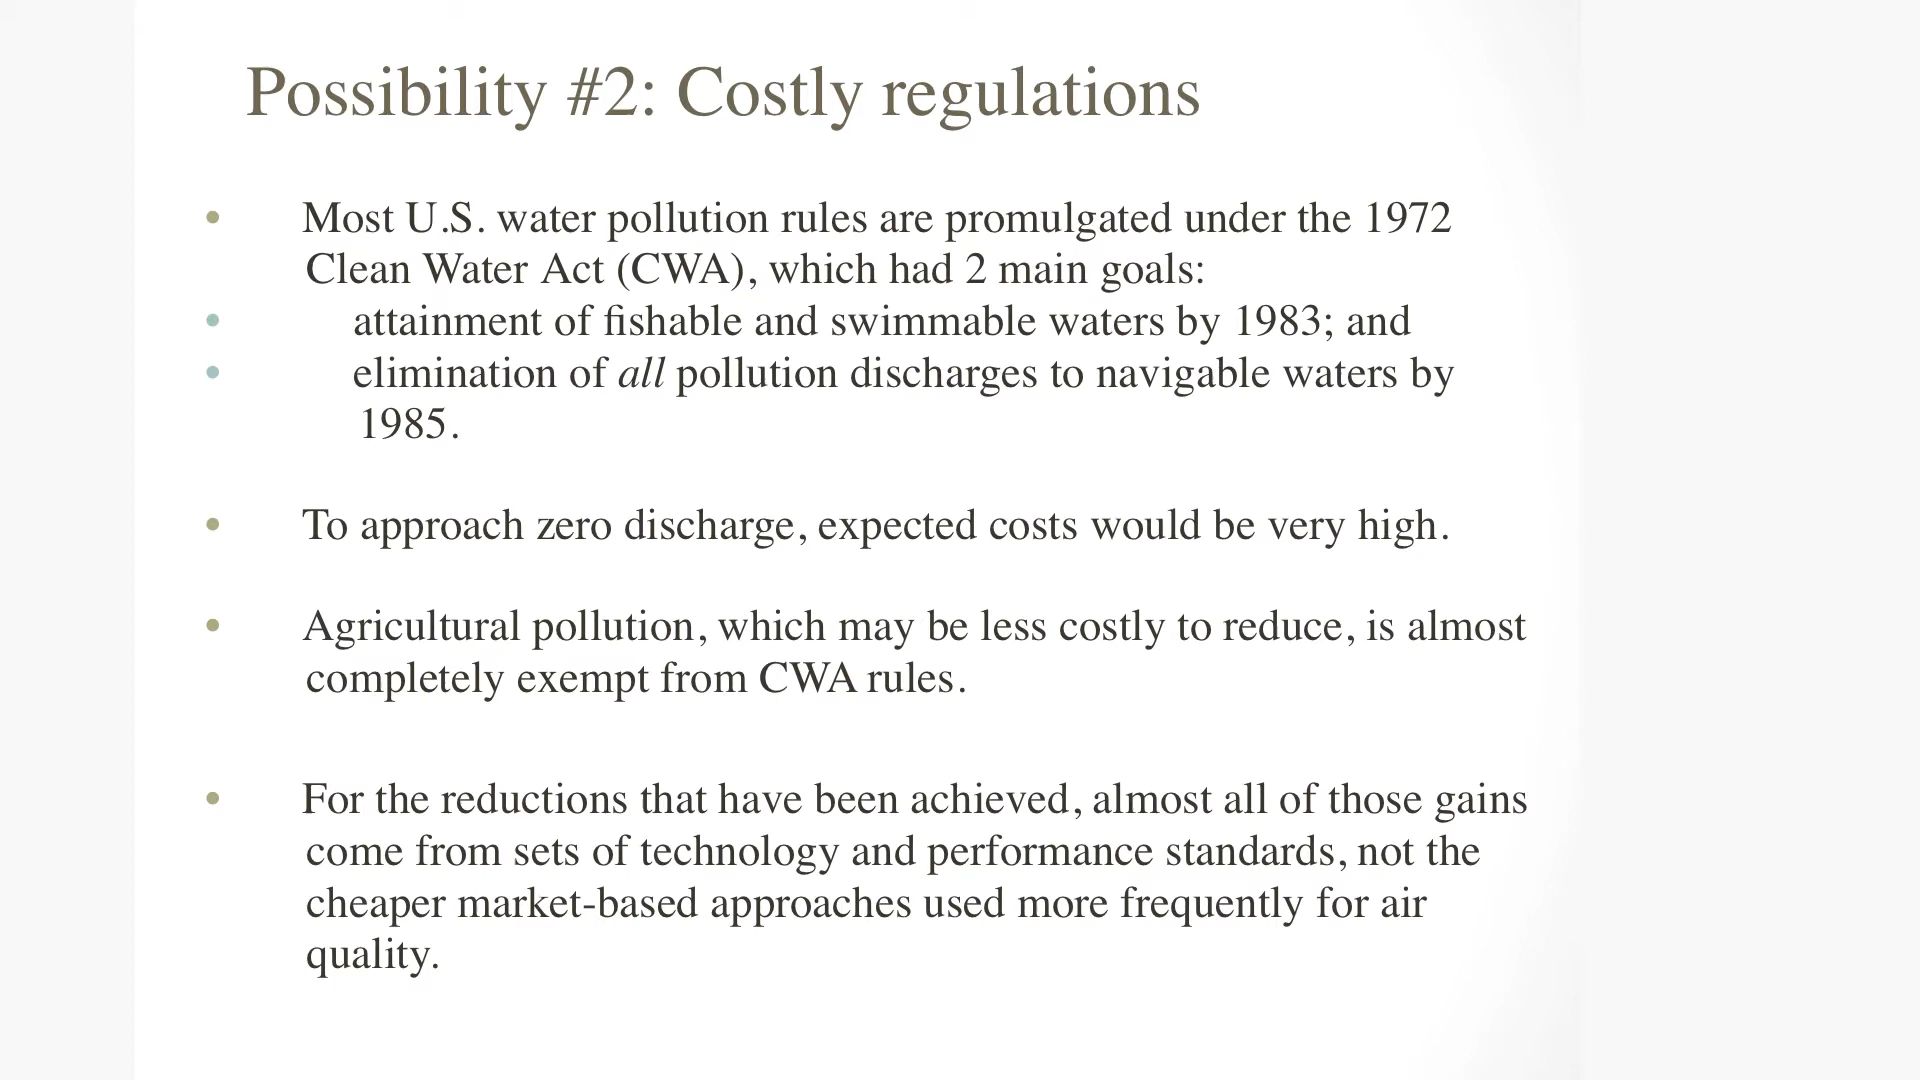 Possibility #2: Costly regulations
• Most U.S. water pollution rules are promulgated under the 1972
Clean Water Act (CWA), which had 2 main goals:
• attainment of fishable and swimmable waters by 1983; and
• elimination of all pollution discharges to navigable waters by
1985.
• To approach zero discharge, expected costs would be very high.
• Agricultural pollution, which may be less costly to reduce, is almost
completely exempt from CWA rules.
• For the reductions that have been achieved, almost all of those gains
come from sets of technology and performance standards, not the
cheaper market-based approaches used more frequently for air
quality.